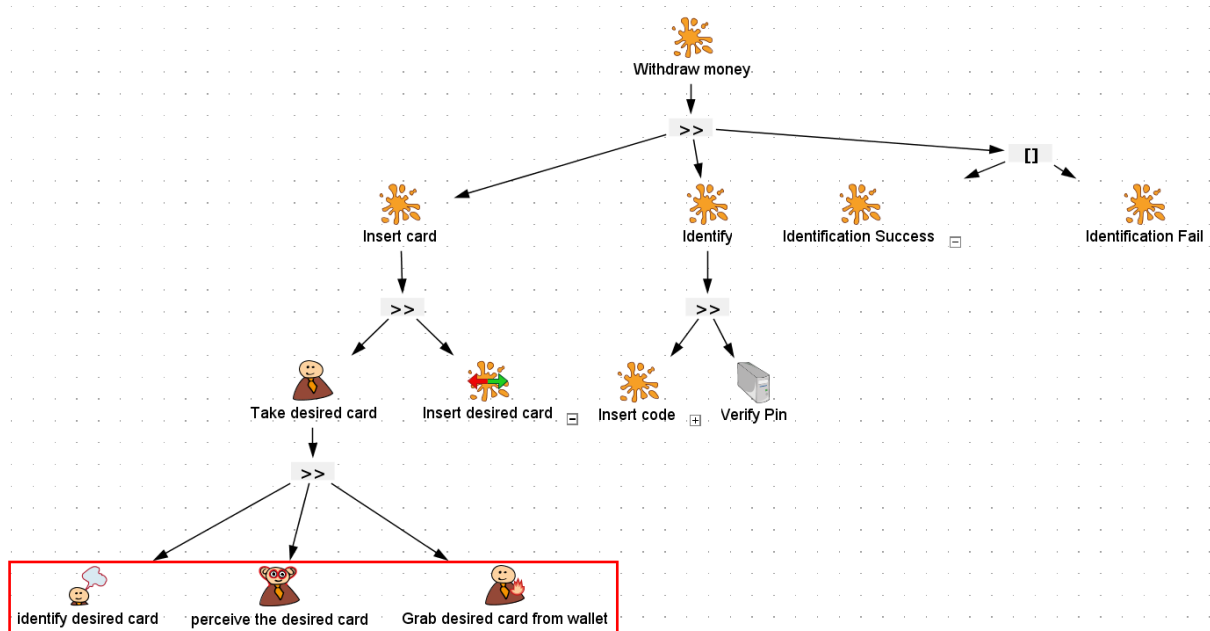 Withdraw money
>>
[]
Insert card
Identify
Identification Success
Identification Fail
>>
>>
Take desired card
Insert desired card
Insert code
Verify Pin
>>
identify desired card
perceive the desired card
Grab desired card from wallet